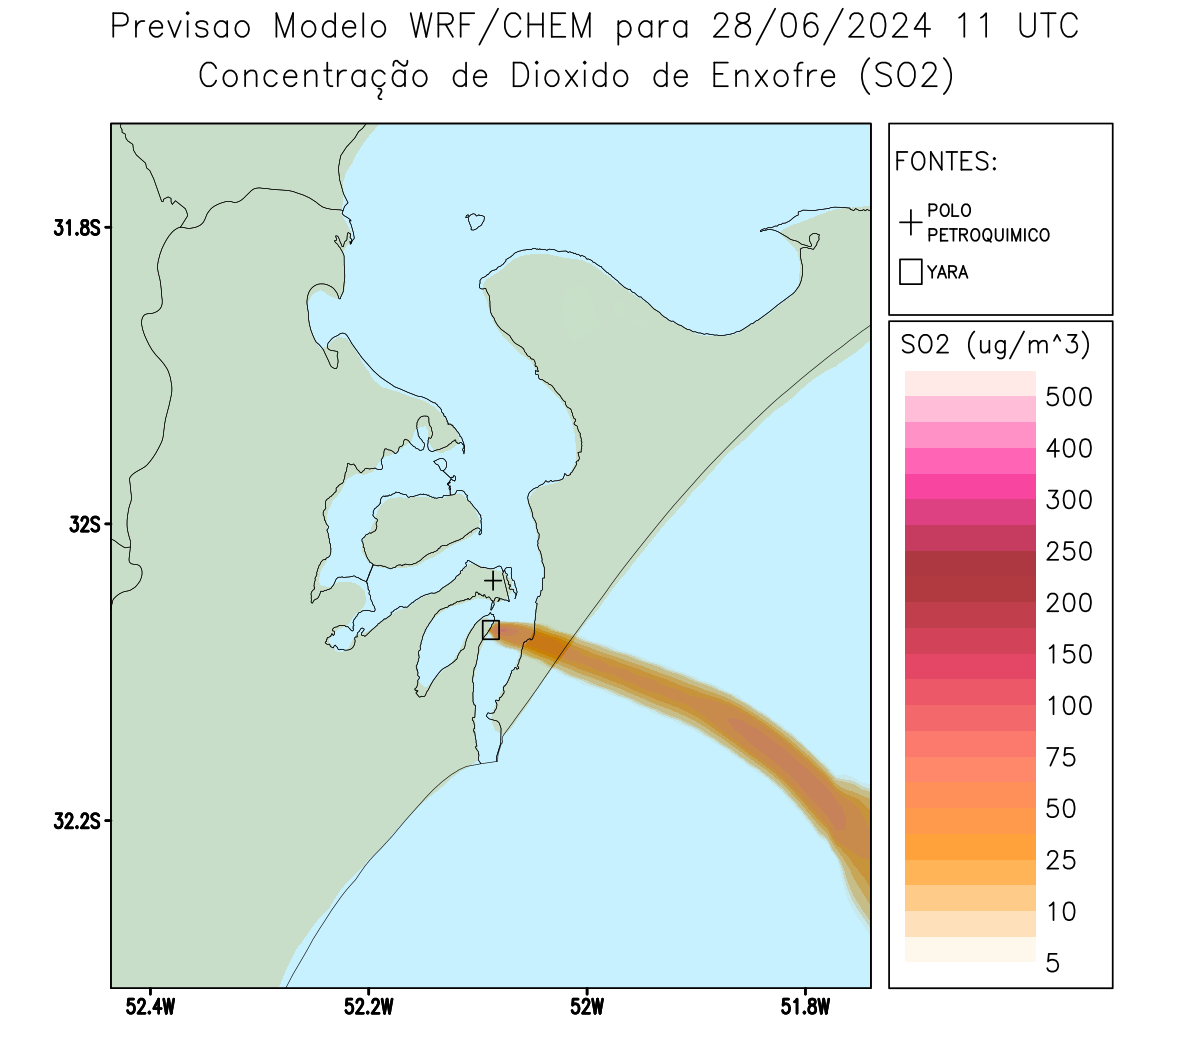 Previsao Modelo WRF/CHEM para 28/06/2024 11 UTC
Concentração de Dioxido de Enxofre (SO2)
FONTES:
POLO
PETROQUIMICO
YARA
SO2 (ug/m^3)
500
400
300
250
200
150
100
75
50
25
10
5
31.8S
32S
32.2S
52.4W
52.2W
52W
51.8W